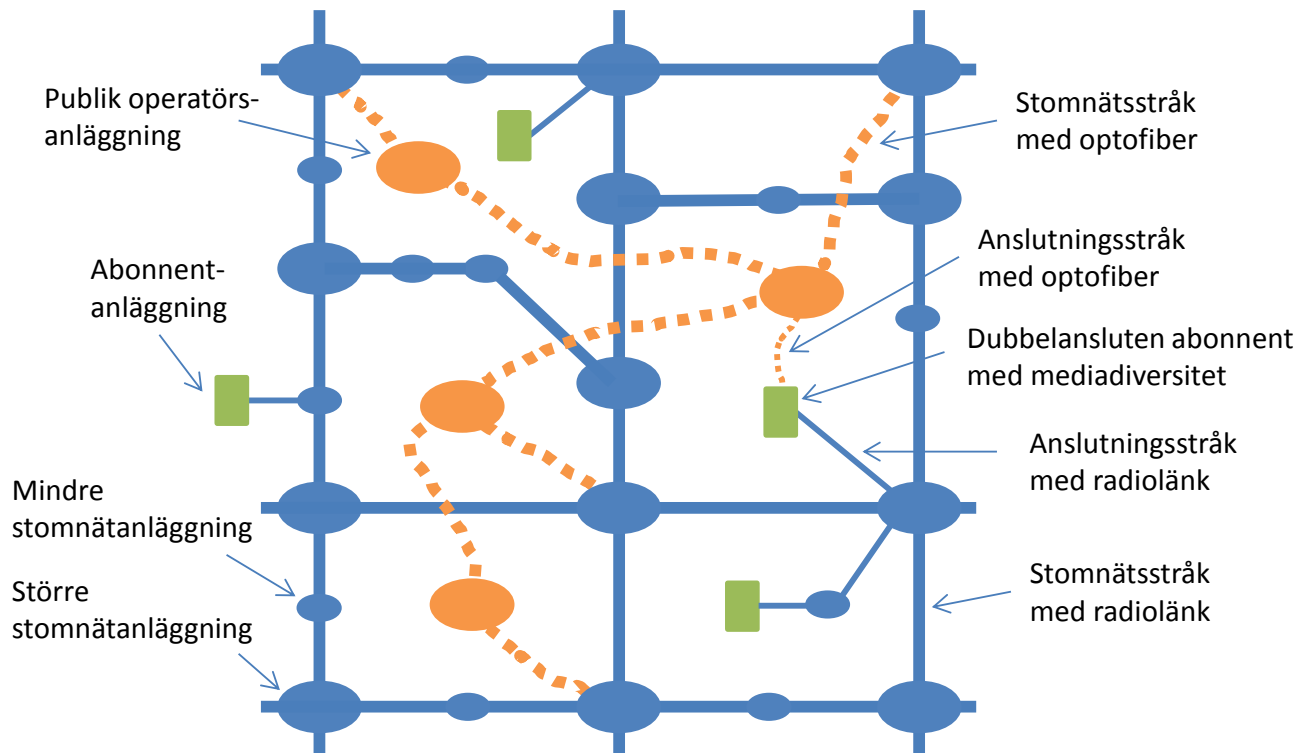 Publik operatörs-
anläggning
Abonnent-
anläggning
Mindre
stomnätanläggning
Större
stomnätanläggning
Stomnätsstråk
med optofiber
Anslutningsstråk
med optofiber
Dubbelansluten abonnent
med mediadiversitet
Anslutningsstråk
med radiolänk
Stomnätsstråk
med radiolänk